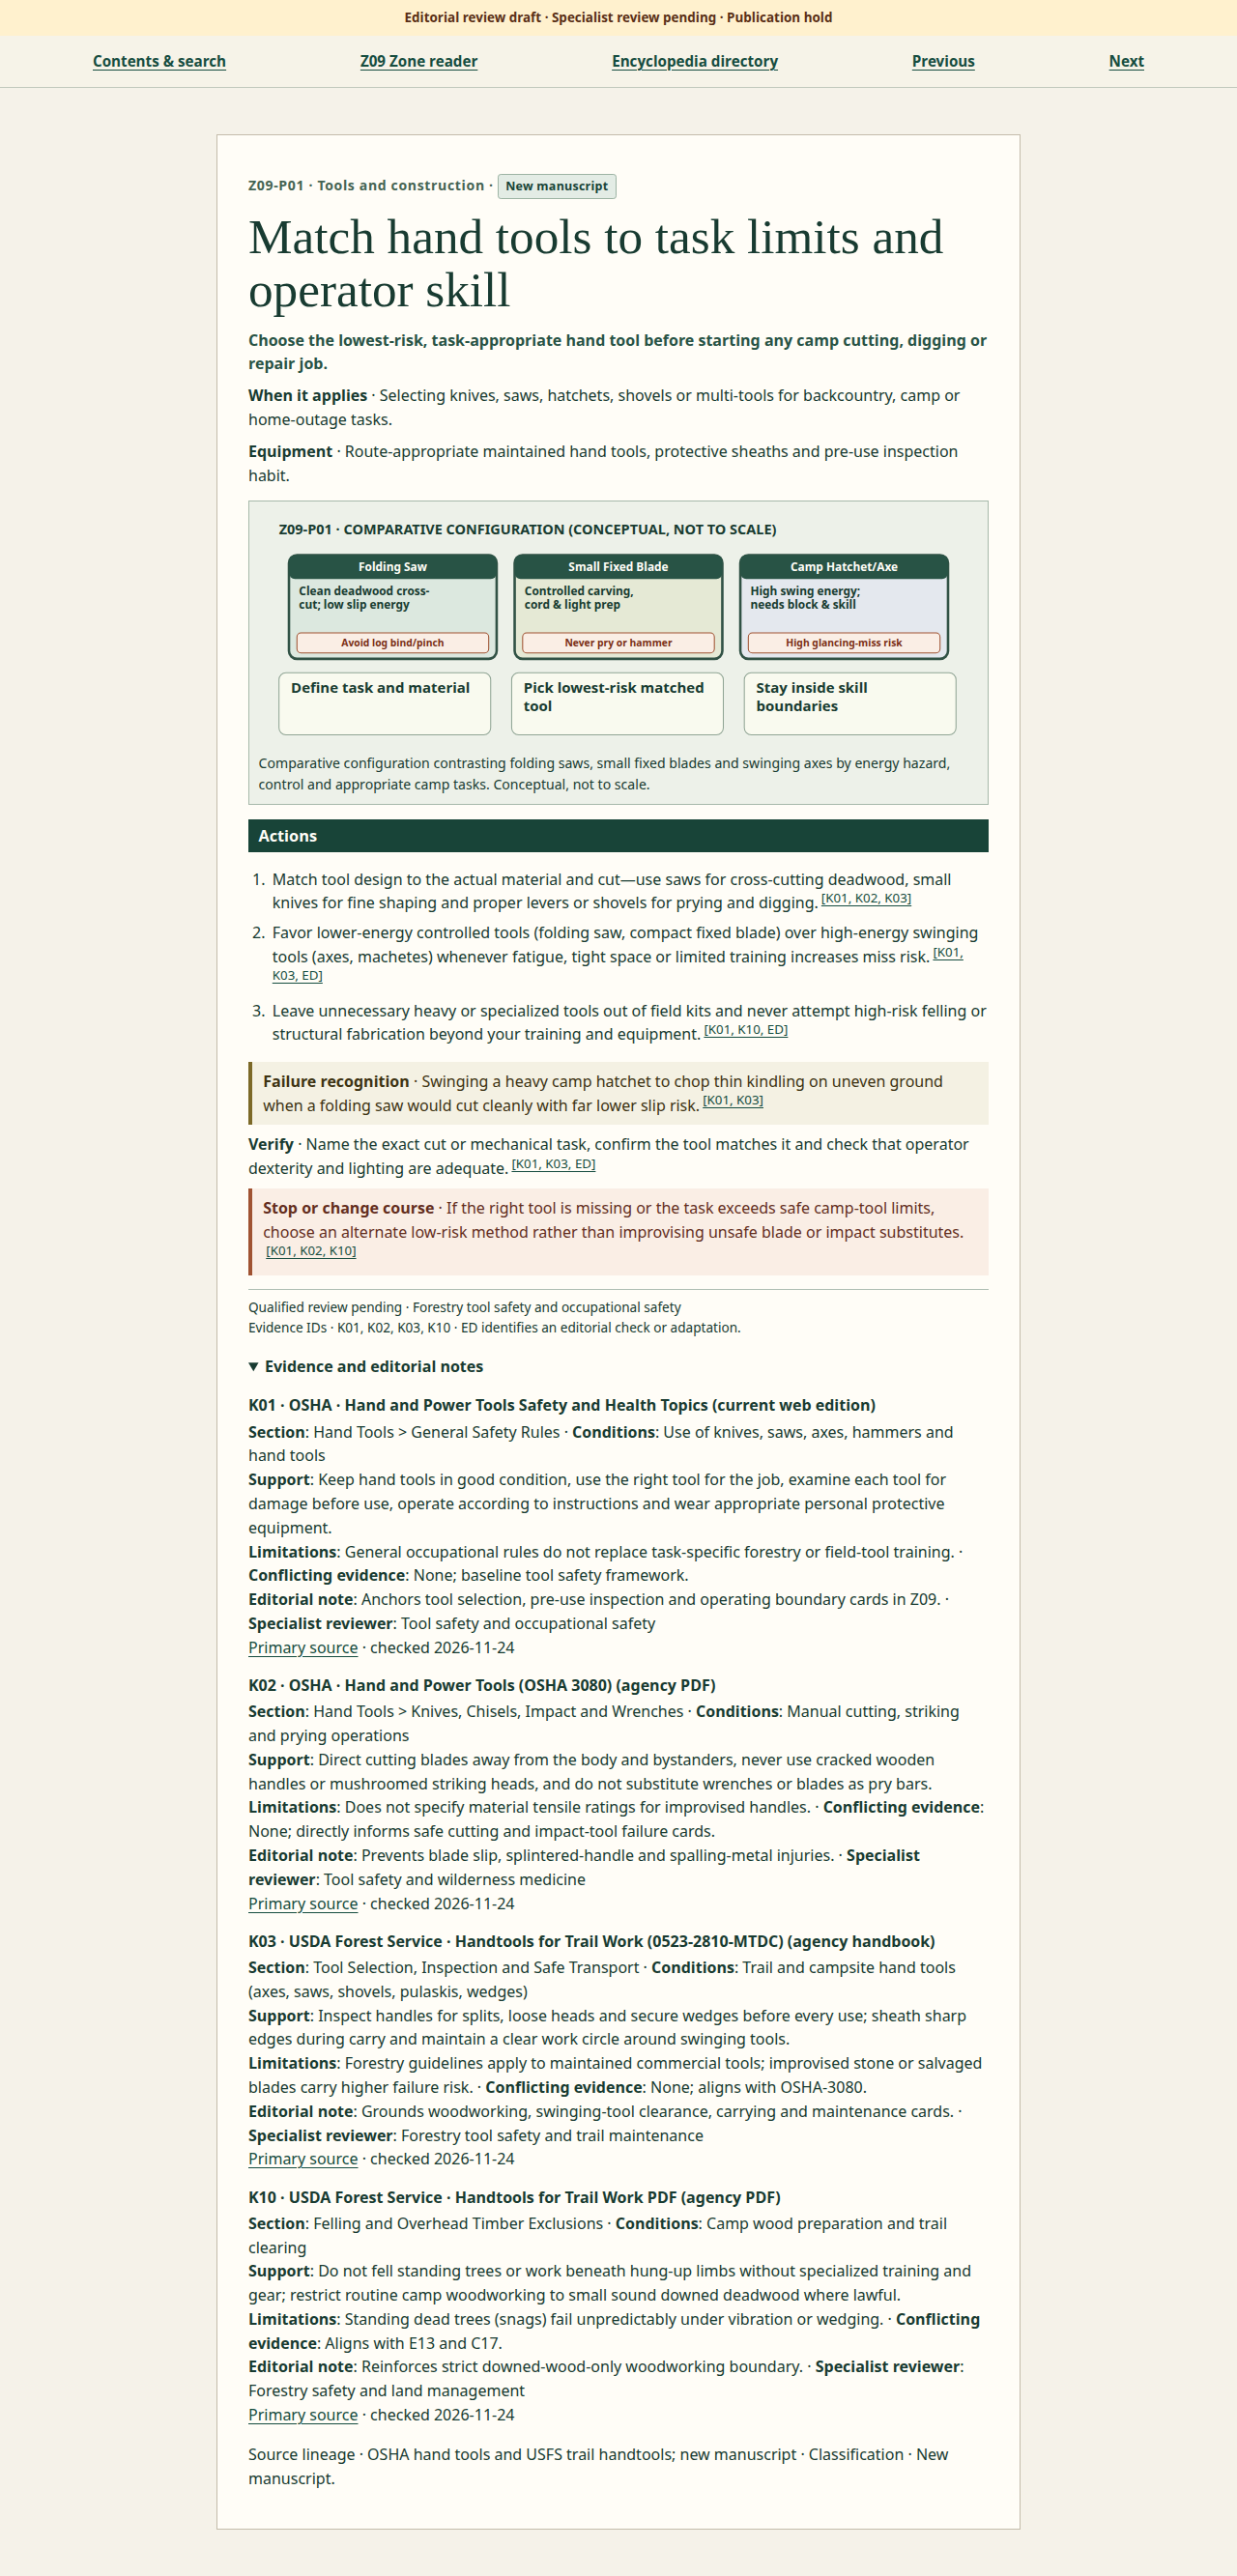 Editorial review draft · Specialist review pending · Publication hold
Contents & search Z09 Zone reader Encyclopedia directory Previous Next
Z09-P01 · Tools and construction · New manuscript
Match hand tools to task limits and
operator skill
Choose the lowest-risk, task-appropriate hand tool before starting any camp cutting, digging or
repair job.
When it applies · Selecting knives, saws, hatchets, shovels or multi-tools for backcountry, camp or
home-outage tasks.
Equipment · Route-appropriate maintained hand tools, protective sheaths and pre-use inspection
habit.
Z09-P01 · COMPARATIVE CONFIGURATION (CONCEPTUAL, NOT TO SCALE)
Folding Saw
Clean deadwood cross-
cut; low slip energy
Avoid log bind/pinch
Small Fixed Blade
Controlled carving,
cord & light prep
Never pry or hammer
Camp Hatchet/Axe
High swing energy;
needs block & skill
High glancing-miss risk
Define task and material
Pick lowest-risk matched
tool
Stay inside skill
boundaries
Comparative configuration contrasting folding saws, small fixed blades and swinging axes by energy hazard,
control and appropriate camp tasks. Conceptual, not to scale.
Actions
1. Match tool design to the actual material and cut—use saws for cross-cutting deadwood, small
knives for fine shaping and proper levers or shovels for prying and digging. [K01, K02, K03]
2. Favor lower-energy controlled tools (folding saw, compact fixed blade) over high-energy swinging
tools (axes, machetes) whenever fatigue, tight space or limited training increases miss risk. [K01,
K03, ED]
3. Leave unnecessary heavy or specialized tools out of field kits and never attempt high-risk felling or
structural fabrication beyond your training and equipment. [K01, K10, ED]
Failure recognition · Swinging a heavy camp hatchet to chop thin kindling on uneven ground
when a folding saw would cut cleanly with far lower slip risk. [K01, K03]
Verify · Name the exact cut or mechanical task, confirm the tool matches it and check that operator
dexterity and lighting are adequate. [K01, K03, ED]
Stop or change course · If the right tool is missing or the task exceeds safe camp-tool limits,
choose an alternate low-risk method rather than improvising unsafe blade or impact substitutes.
[K01, K02, K10]
Qualified review pending · Forestry tool safety and occupational safety
Evidence IDs · K01, K02, K03, K10 · ED identifies an editorial check or adaptation.
▼ Evidence and editorial notes
K01 · OSHA · Hand and Power Tools Safety and Health Topics (current web edition)
Section: Hand Tools > General Safety Rules · Conditions: Use of knives, saws, axes, hammers and
hand tools
Support: Keep hand tools in good condition, use the right tool for the job, examine each tool for
damage before use, operate according to instructions and wear appropriate personal protective
equipment.
Limitations: General occupational rules do not replace task-specific forestry or field-tool training. ·
Conflicting evidence: None; baseline tool safety framework.
Editorial note: Anchors tool selection, pre-use inspection and operating boundary cards in Z09. ·
Specialist reviewer: Tool safety and occupational safety
Primary source · checked 2026-11-24
K02 · OSHA · Hand and Power Tools (OSHA 3080) (agency PDF)
Section: Hand Tools > Knives, Chisels, Impact and Wrenches · Conditions: Manual cutting, striking
and prying operations
Support: Direct cutting blades away from the body and bystanders, never use cracked wooden
handles or mushroomed striking heads, and do not substitute wrenches or blades as pry bars.
Limitations: Does not specify material tensile ratings for improvised handles. · Conflicting evidence:
None; directly informs safe cutting and impact-tool failure cards.
Editorial note: Prevents blade slip, splintered-handle and spalling-metal injuries. · Specialist
reviewer: Tool safety and wilderness medicine
Primary source · checked 2026-11-24
K03 · USDA Forest Service · Handtools for Trail Work (0523-2810-MTDC) (agency handbook)
Section: Tool Selection, Inspection and Safe Transport · Conditions: Trail and campsite hand tools
(axes, saws, shovels, pulaskis, wedges)
Support: Inspect handles for splits, loose heads and secure wedges before every use; sheath sharp
edges during carry and maintain a clear work circle around swinging tools.
Limitations: Forestry guidelines apply to maintained commercial tools; improvised stone or salvaged
blades carry higher failure risk. · Conflicting evidence: None; aligns with OSHA-3080.
Editorial note: Grounds woodworking, swinging-tool clearance, carrying and maintenance cards. ·
Specialist reviewer: Forestry tool safety and trail maintenance
Primary source · checked 2026-11-24
K10 · USDA Forest Service · Handtools for Trail Work PDF (agency PDF)
Section: Felling and Overhead Timber Exclusions · Conditions: Camp wood preparation and trail
clearing
Support: Do not fell standing trees or work beneath hung-up limbs without specialized training and
gear; restrict routine camp woodworking to small sound downed deadwood where lawful.
Limitations: Standing dead trees (snags) fail unpredictably under vibration or wedging. · Conflicting
evidence: Aligns with E13 and C17.
Editorial note: Reinforces strict downed-wood-only woodworking boundary. · Specialist reviewer:
Forestry safety and land management
Primary source · checked 2026-11-24
Source lineage · OSHA hand tools and USFS trail handtools; new manuscript · Classification · New
manuscript.